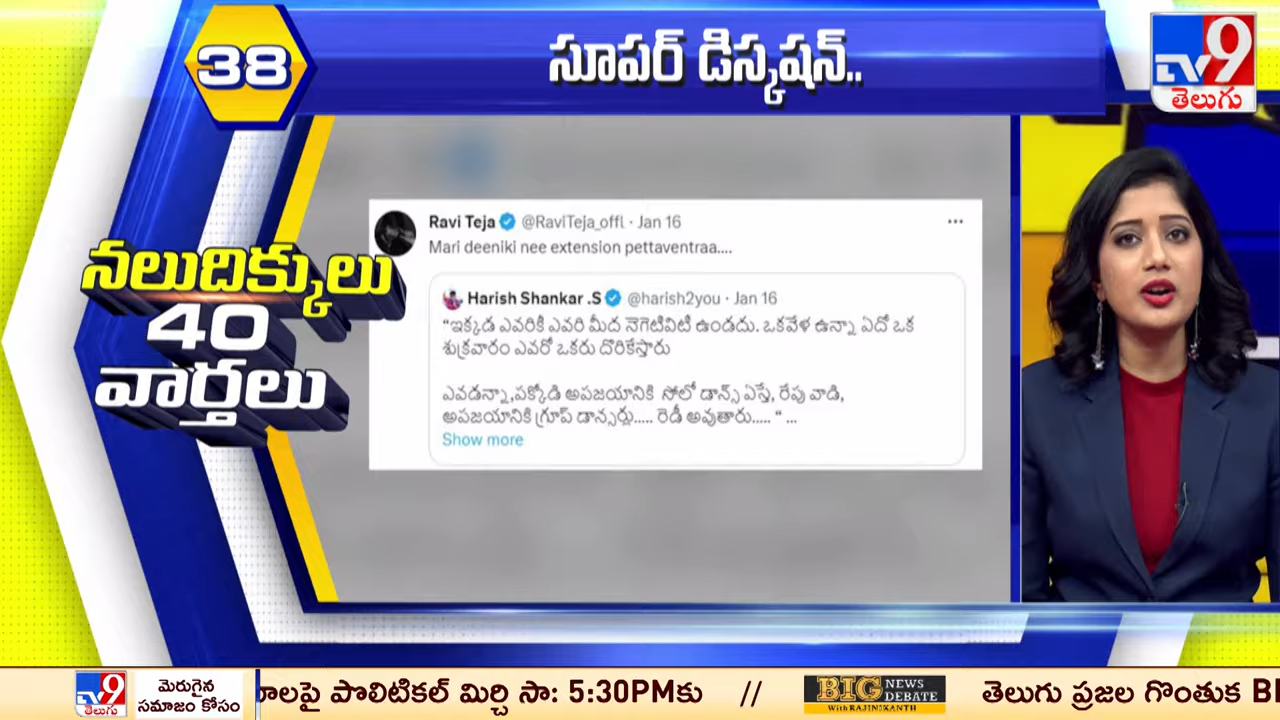 38
సూపర్ డిస్కషన్..
TV9
తెలుగు
నలుదిక్కులు
40
వార్తలు
Ravi Teja @RaviTeja_offl · Jan 16
Mari deeniki nee extension pettaventraa....
Harish Shankar .S @harish2you · Jan 16
“ఇక్కడ ఎవరికీ ఎవరి మీద నెగెటివిటీ ఉండదు. ఒకవేళ ఉన్నా ఏదో ఒక
శుక్రవారం ఎవరో ఒకరు దొరికేస్తారు
ఎవడన్నా,పక్కోడి అపజయానికి సోలో డాన్స్ ఏస్తే, రేపు వాడి,
అపజయానికి గ్రూప్ డాన్సర్లు..... రెడీ అవుతారు..... “ ...
Show more
TV9
తెలుగు
మెరుగైన
సమాజం కోసం
పొలిటికల్ మిర్చి సా: 5:30PMకు // BIG NEWS DEBATE With RAJINIKANTH తెలుగు ప్రజల గొంతుక